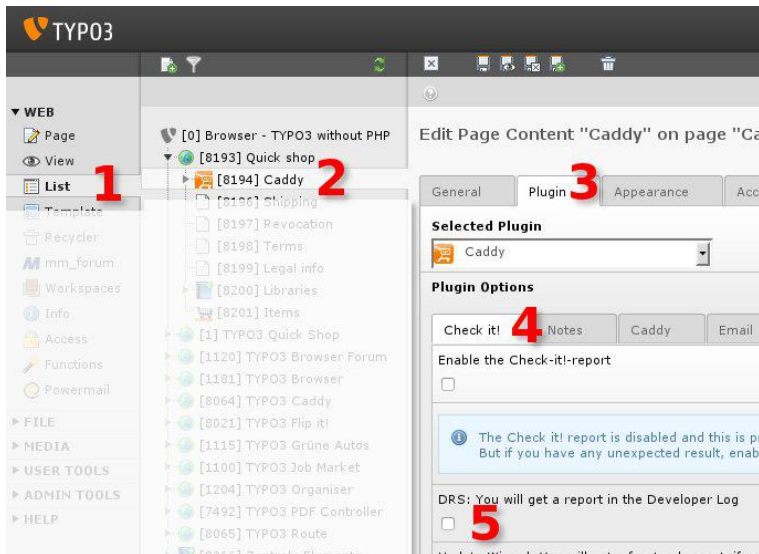 TYPO3
WEB
Page
View
List
1
Template
Recycler
mm_forum
Workspaces
Info
Access
Functions
Powermail
FILE
MEDIA
USER TOOLS
ADMIN TOOLS
HELP
[0] Browser - TYPO3 without PHP
[8193] Quick shop
[8194] Caddy
2
[8196] Shipping
[8197] Revocation
[8198] Terms
[8199] Legal info
[8200] Libraries
[8201] Items
[1] TYPO3 Quick Shop
[1120] TYPO3 Browser Forum
[1181] TYPO3 Browser
[8064] TYPO3 Caddy
[8021] TYPO3 Flip it!
[1115] TYPO3 Grüne Autos
[1100] TYPO3 Job Market
[1204] TYPO3 Organiser
[7492] TYPO3 PDF Controller
[8065] TYPO3 Route
Edit Page Content "Caddy" on page "Ca
General Plugin 3 Appearance Acc
Selected Plugin
Caddy
Plugin Options
Check it! 4 Notes Caddy Email
Enable the Check-it!-report
The Check it! report is disabled and this is p
But if you have any unexpected result, enab
DRS: You will get a report in the Developer Log
5